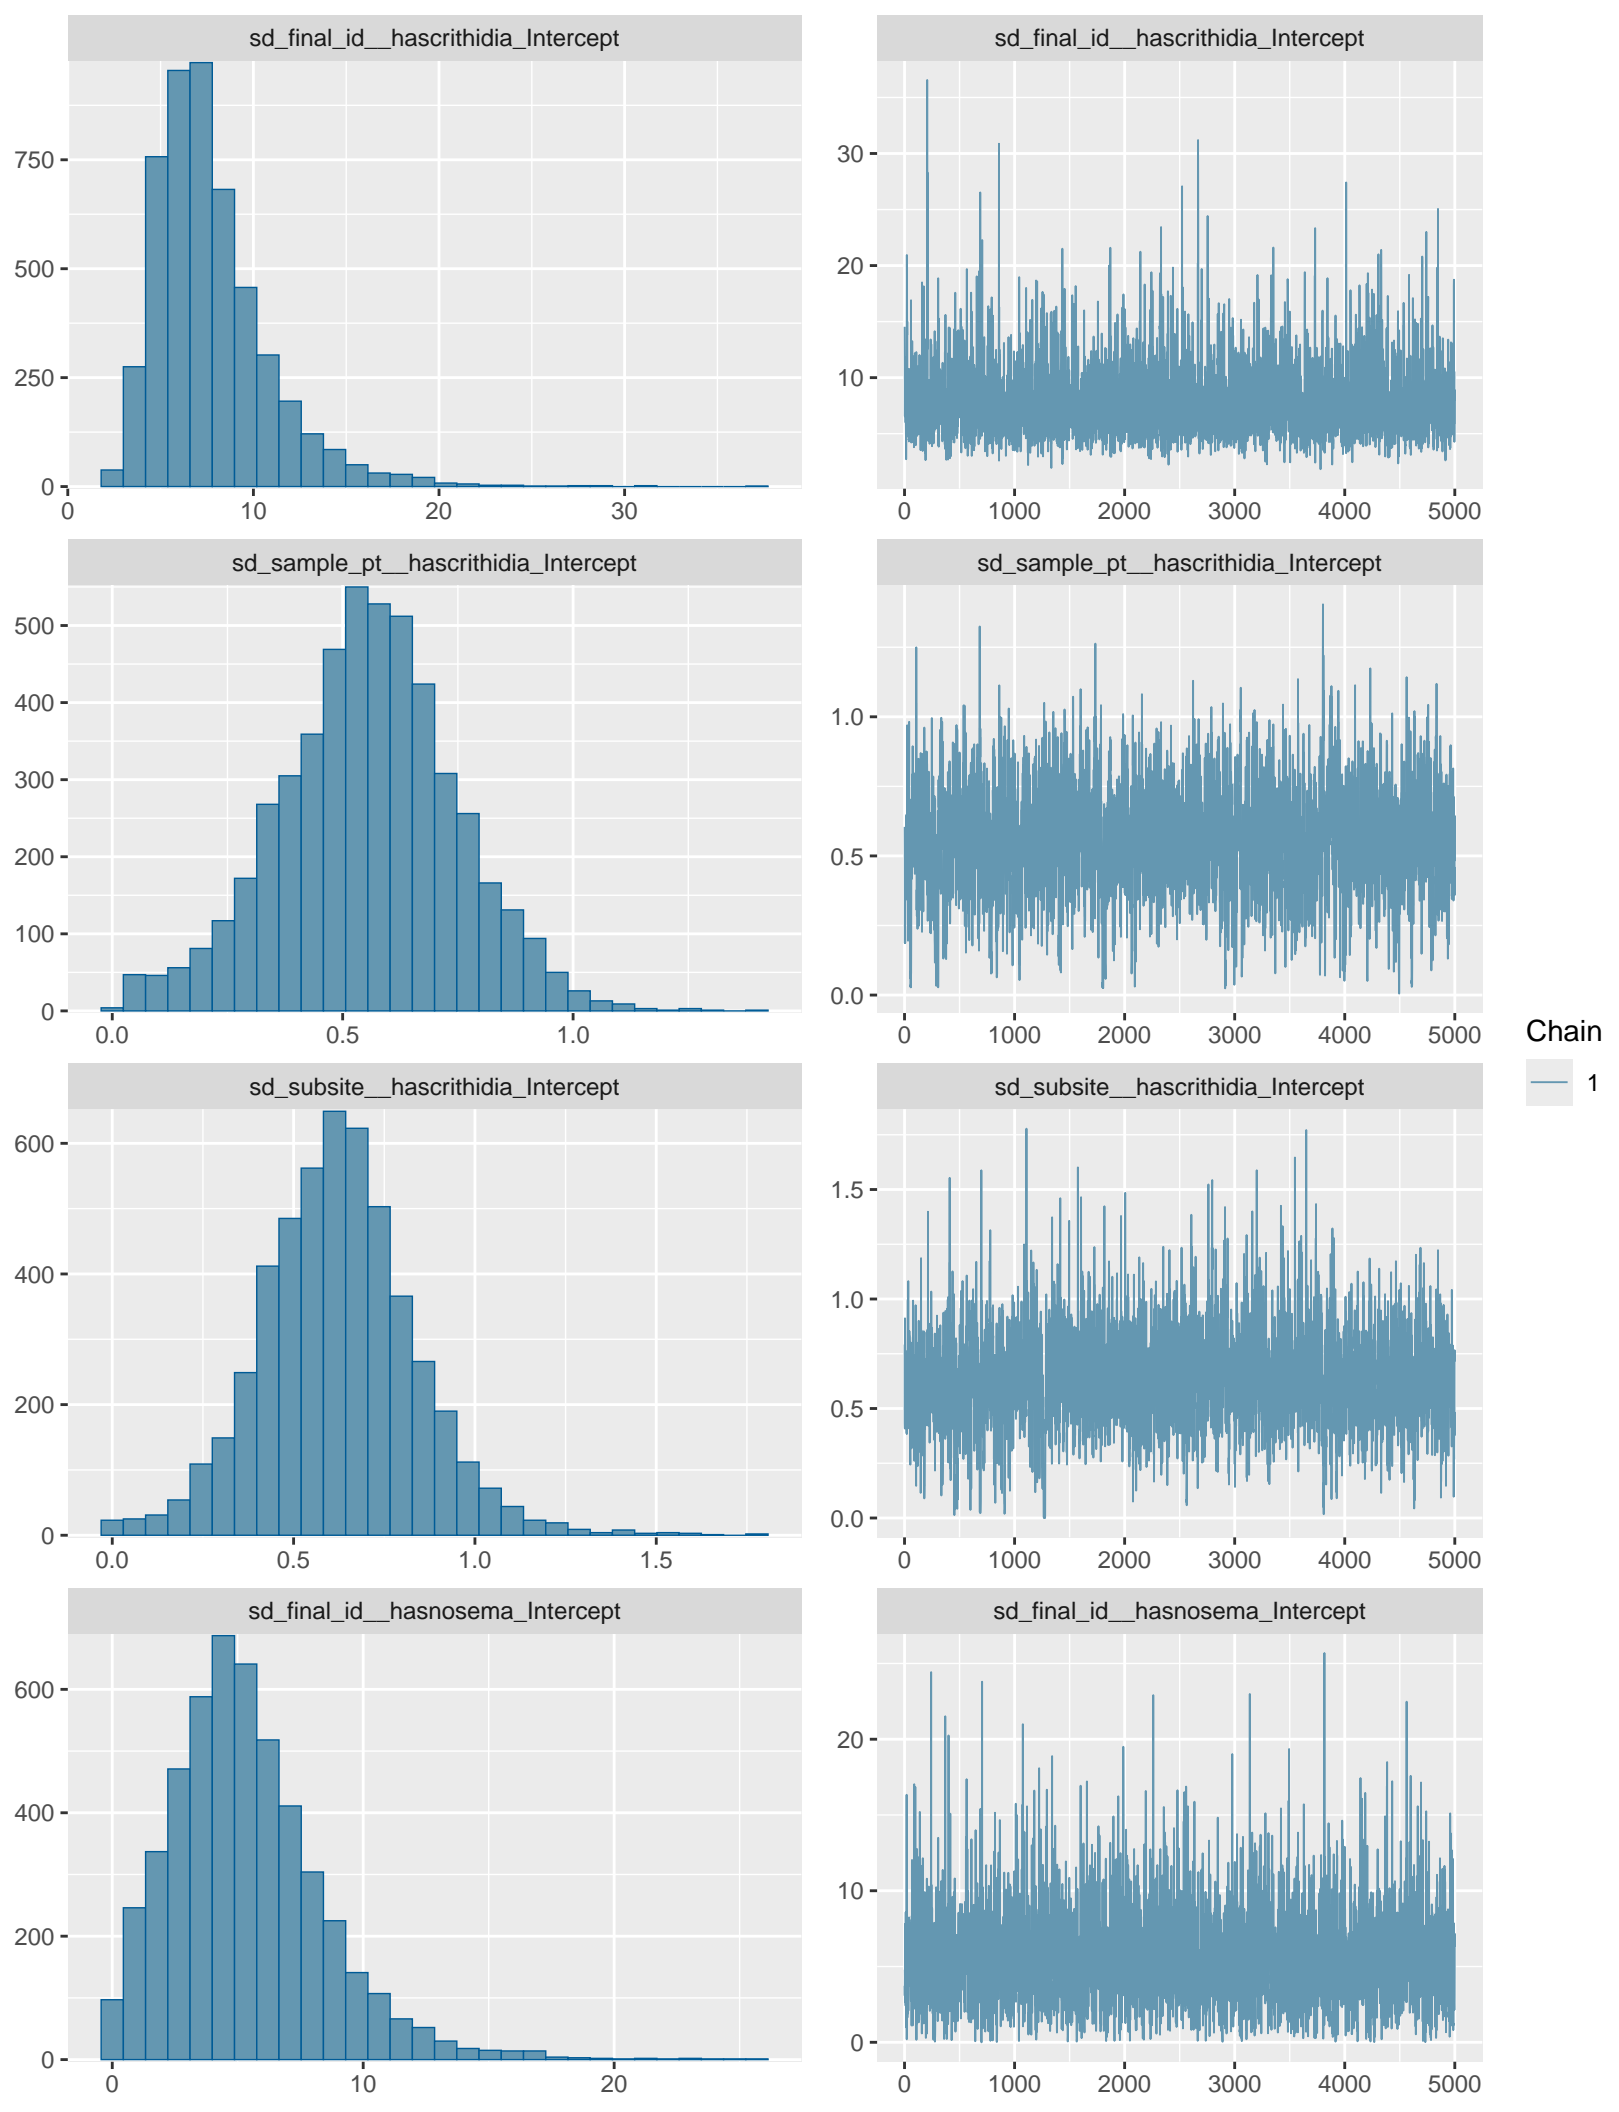 sd_final_id__hascrithidia_Intercept
750
500
250
0
0 10 20 30
sd_final_id__hascrithidia_Intercept
30
20
10
0 1000 2000 3000 4000 5000
sd_sample_pt__hascrithidia_Intercept
500
400
300
200
100
0
0.0 0.5 1.0
sd_sample_pt__hascrithidia_Intercept
1.0
0.5
0.0
0 1000 2000 3000 4000 5000
sd_subsite__hascrithidia_Intercept
600
400
200
0
0.0 0.5 1.0 1.5
sd_subsite__hascrithidia_Intercept
1.5
1.0
0.5
0.0
0 1000 2000 3000 4000 5000
sd_final_id__hasnosema_Intercept
600
400
200
0
0 10 20
sd_final_id__hasnosema_Intercept
20
10
0
0 1000 2000 3000 4000 5000
Chain
1